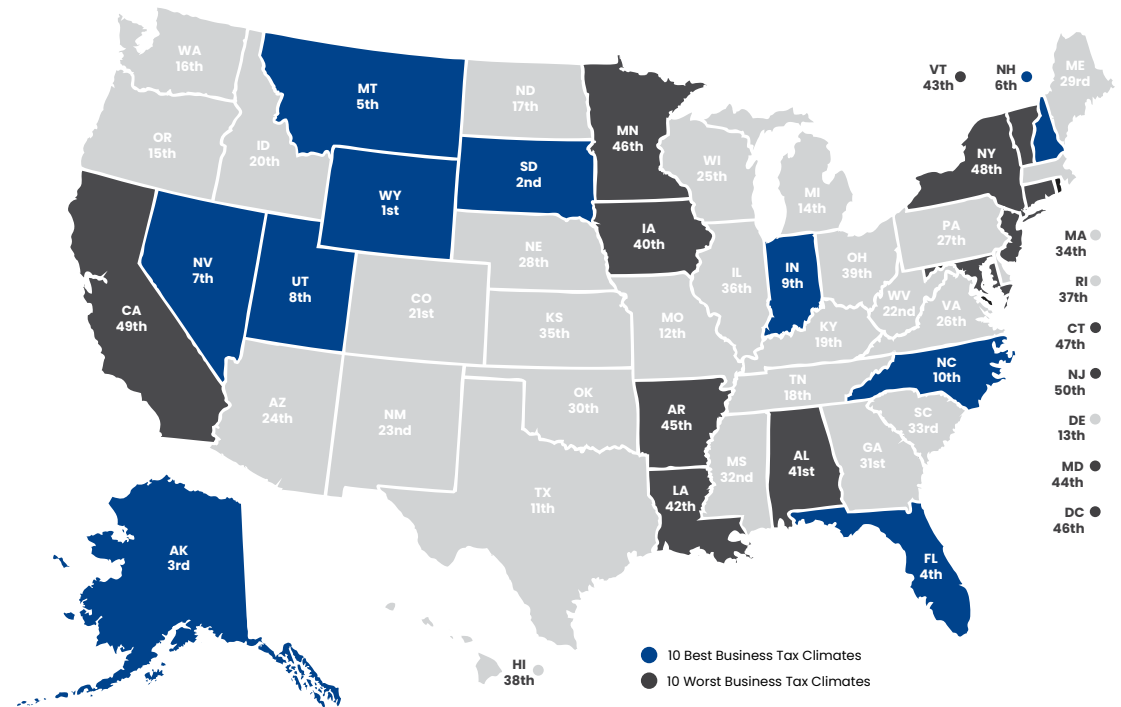 WA
16th
MT
5th
ND
17th
MN
46th
VT
43th
NH
6th
ME
29rd
OR
15th
ID
20th
SD
2nd
WI
25th
MI
14th
NY
48th
WY
1st
IA
40th
PA
27th
NV
7th
UT
8th
NE
28th
IL
36th
IN
9th
OH
39th
MA
34th
CA
49th
CO
21st
KS
35th
MO
12th
KY
19th
WV
22nd
VA
26th
RI
37th
CT
47th
AZ
24th
NM
23nd
OK
30th
TN
18th
NC
10th
NJ
50th
TX
11th
AR
45th
LA
42th
MS
32nd
AL
41st
GA
31st
SC
33rd
DE
13th
MD
44th
DC
46th
AK
3rd
FL
4th
HI
38th
10 Best Business Tax Climates
10 Worst Business Tax Climates